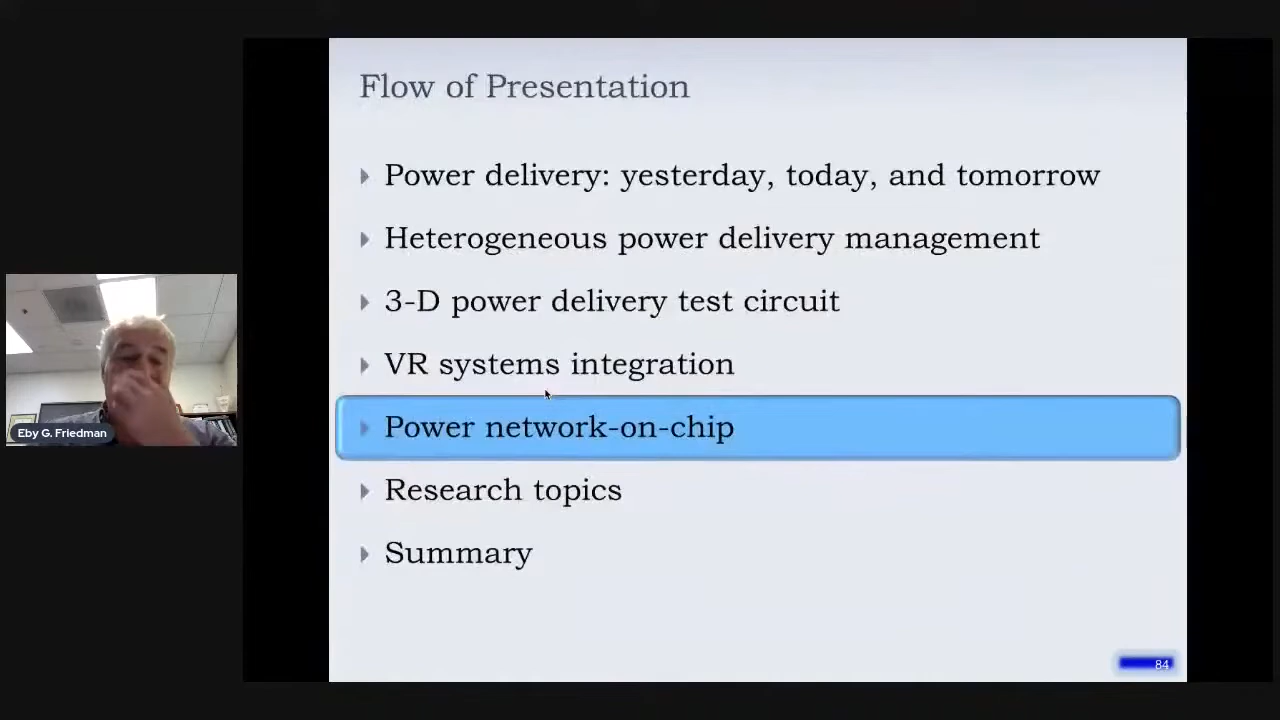 Flow of Presentation
Power delivery: yesterday, today, and tomorrow
Heterogeneous power delivery management
3-D power delivery test circuit
VR systems integration
Power network-on-chip
Research topics
Summary
84
Eby G. Friedman